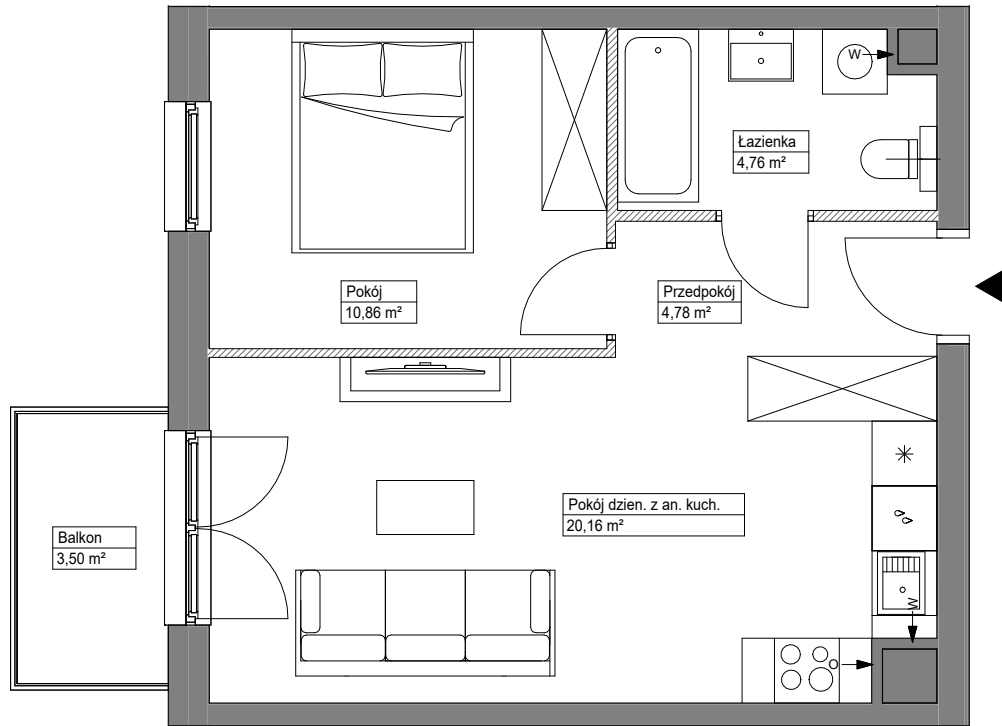 W
Łazienka
4,76 m²
Pokój
10,86 m²
Przedpokój
4,78 m²
Pokój dzien. z an. kuch.
20,16 m²
Balkon
3,50 m²
W
O